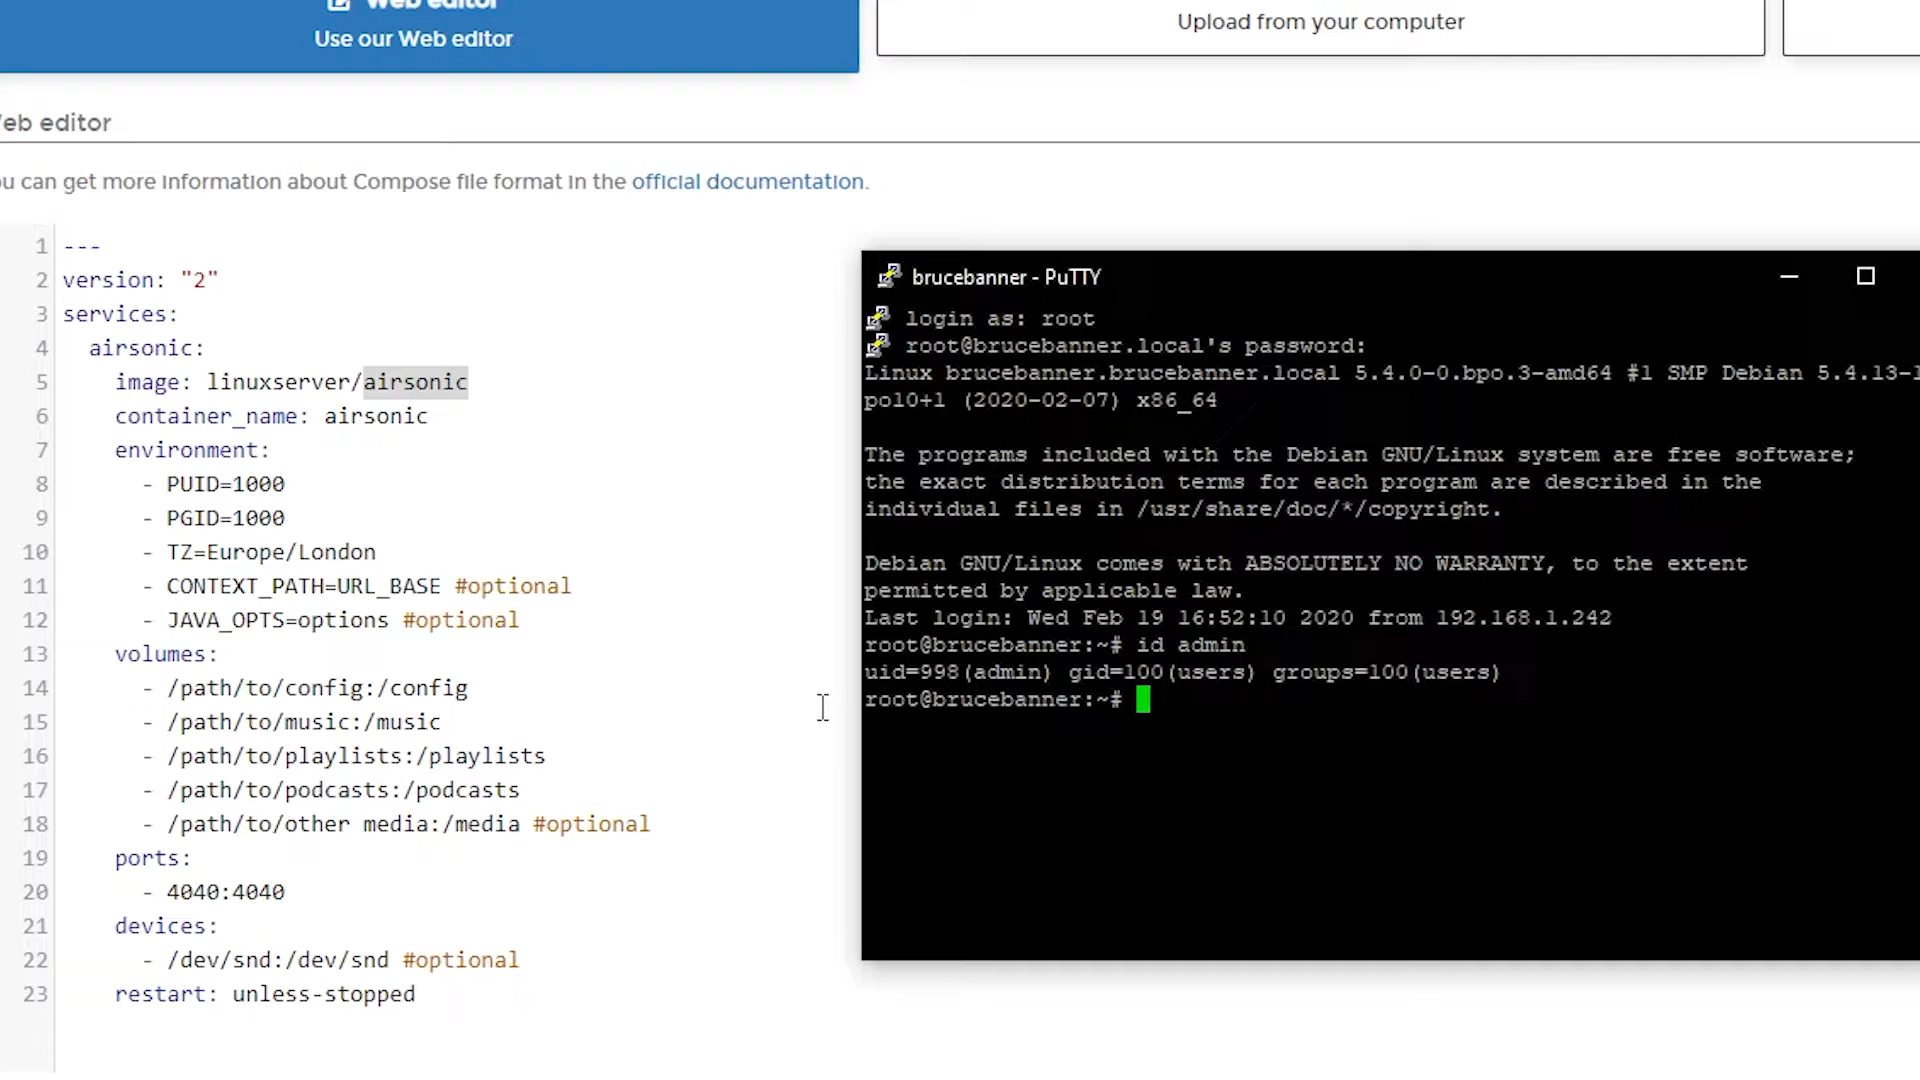 Web editor
Use our Web editor
Upload from your computer
eb editor
ou can get more information about Compose file format in the official documentation.
1 ---
2 version: "2"
3 services:
4 airsonic:
5 image: linuxserver/airsonic
6 container_name: airsonic
7 environment:
8 - PUID=1000
9 - PGID=1000
10 - TZ=Europe/London
11 - CONTEXT_PATH=URL_BASE #optional
12 - JAVA_OPTS=options #optional
13 volumes:
14 - /path/to/config:/config
15 - /path/to/music:/music
16 - /path/to/playlists:/playlists
17 - /path/to/podcasts:/podcasts
18 - /path/to/other media:/media #optional
19 ports:
20 - 4040:4040
21 devices:
22 - /dev/snd:/dev/snd #optional
23 restart: unless-stopped
brucebanner - PuTTY
login as: root
root@brucebanner.local's password:
Linux brucebanner.brucebanner.local 5.4.0-0.bpo.3-amd64 #1 SMP Debian 5.4.13-1
po10+1 (2020-02-07) x86_64
The programs included with the Debian GNU/Linux system are free software;
the exact distribution terms for each program are described in the
individual files in /usr/share/doc/*/copyright.
Debian GNU/Linux comes with ABSOLUTELY NO WARRANTY, to the extent
permitted by applicable law.
Last login: Wed Feb 19 16:52:10 2020 from 192.168.1.242
root@brucebanner:~# id admin
uid=998(admin) gid=100(users) groups=100(users)
root@brucebanner:~#